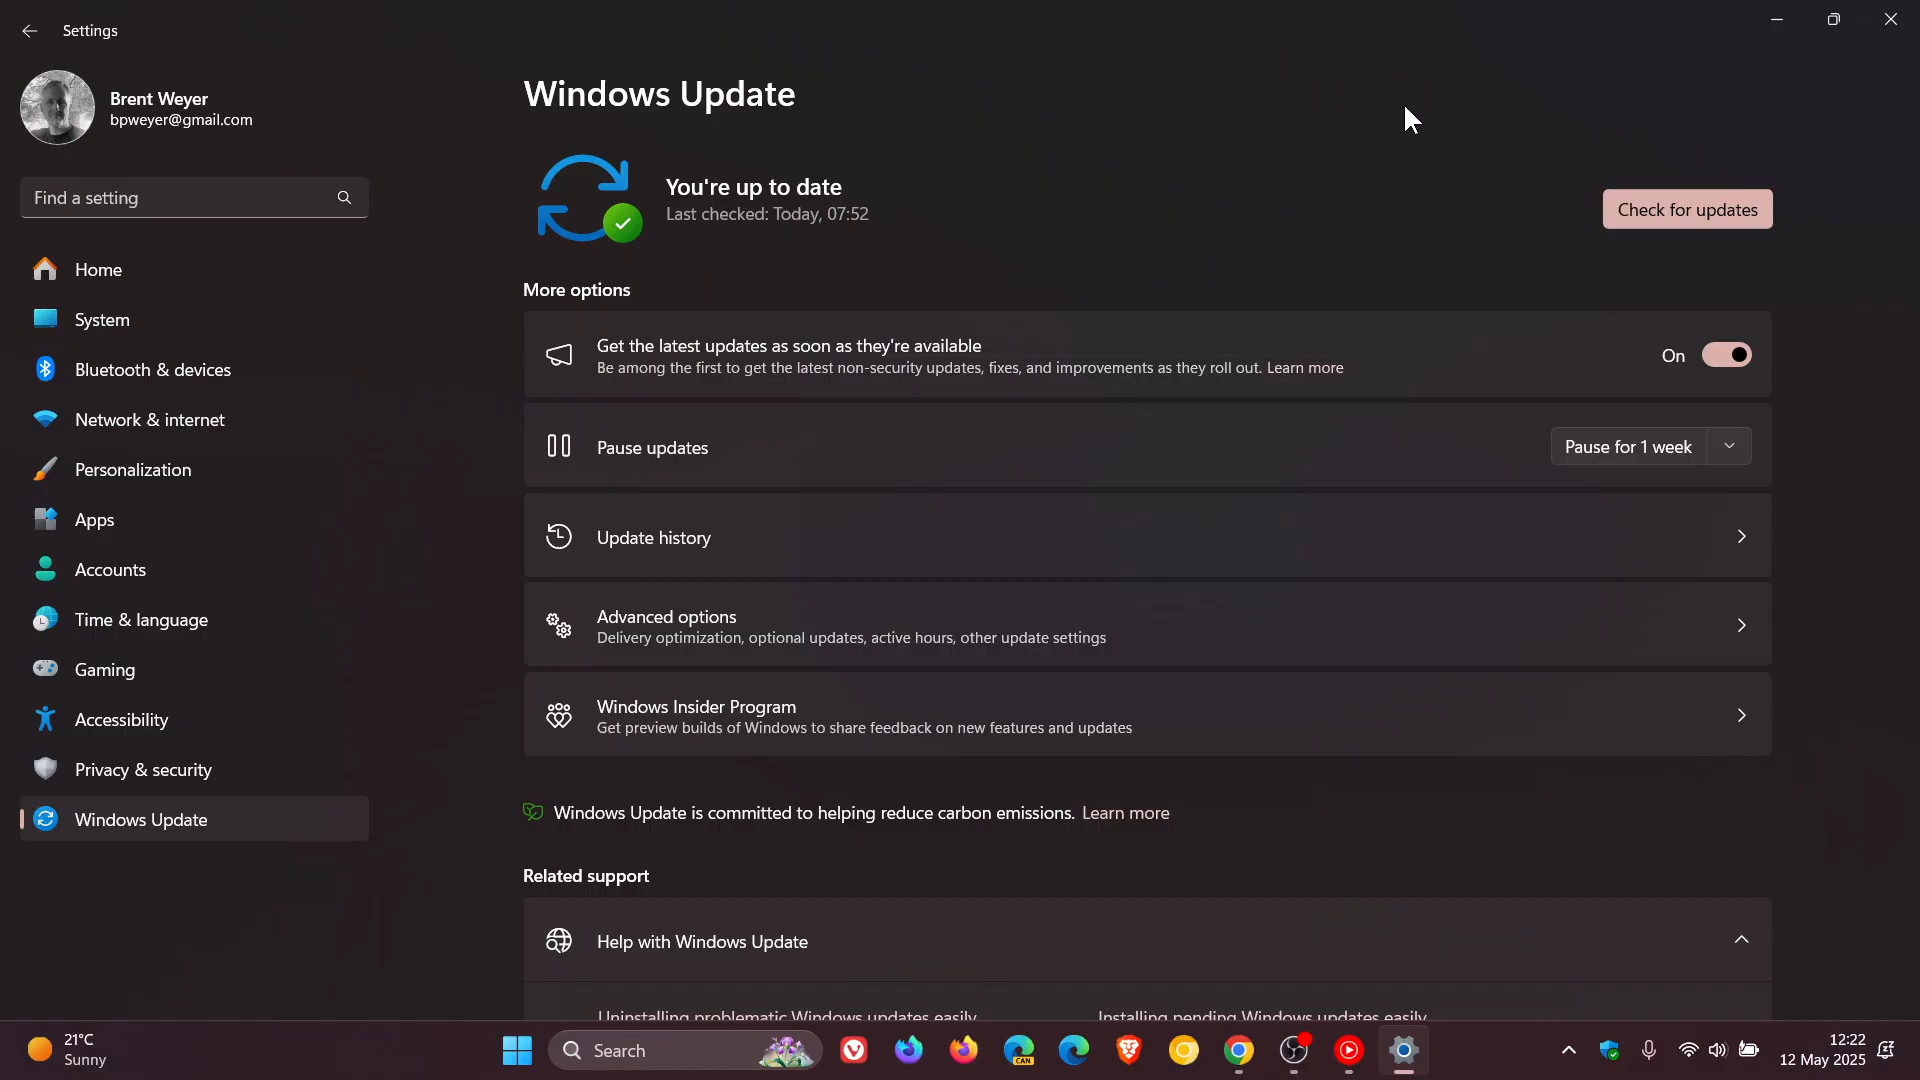 Settings
Brent Weyer
bpweyer@gmail.com
Find a setting
Home
System
Bluetooth & devices
Network & internet
Personalization
Apps
Accounts
Time & language
Gaming
Accessibility
Privacy & security
Windows Update
Windows Update
You're up to date
Last checked: Today, 07:52
Check for updates
More options
Get the latest updates as soon as they're available
Be among the first to get the latest non-security updates, fixes, and improvements as they roll out. Learn more
On
Pause updates
Pause for 1 week
Update history
Advanced options
Delivery optimization, optional updates, active hours, other update settings
Windows Insider Program
Get preview builds of Windows to share feedback on new features and updates
Windows Update is committed to helping reduce carbon emissions. Learn more
Related support
Help with Windows Update
Uninstalling problematic Windows updates easily
Installing pending Windows updates easily
21°C
Sunny
Search
CAN
12:22
12 May 2025